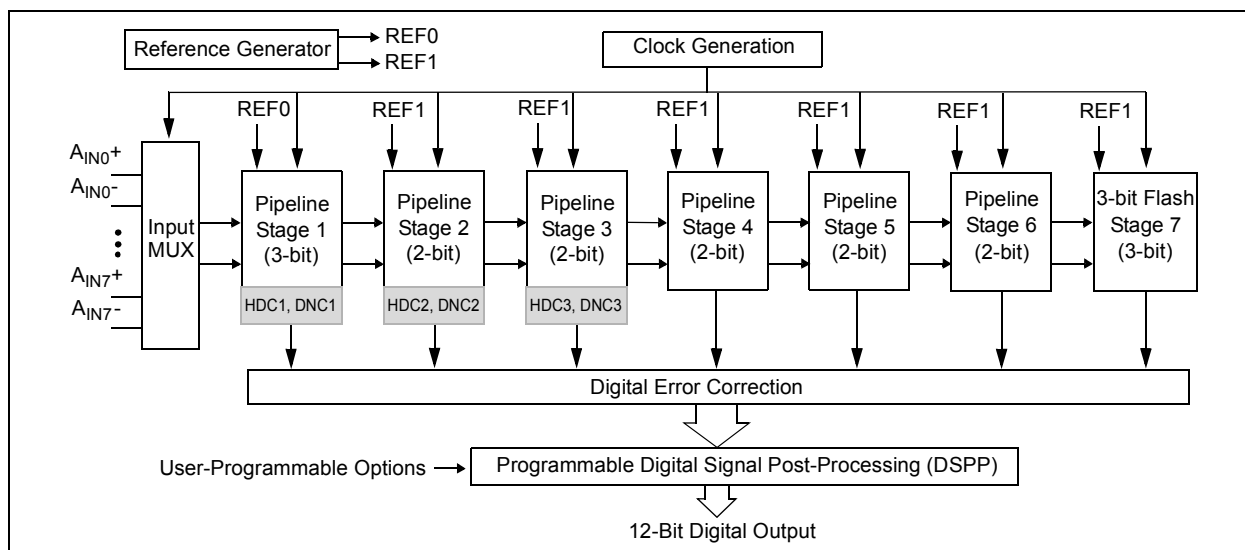 Reference Generator
REF0
REF1
Clock Generation
REF0
REF1
REF1
REF1
REF1
REF1
REF1
AIN0+
AIN0-
AIN7+
AIN7-
Input
MUX
Pipeline
Stage 1
(3-bit)
HDC1, DNC1
Pipeline
Stage 2
(2-bit)
HDC2, DNC2
Pipeline
Stage 3
(2-bit)
HDC3, DNC3
Pipeline
Stage 4
(2-bit)
Pipeline
Stage 5
(2-bit)
Pipeline
Stage 6
(2-bit)
3-bit Flash
Stage 7
(3-bit)
Digital Error Correction
User-Programmable Options
Programmable Digital Signal Post-Processing (DSPP)
12-Bit Digital Output